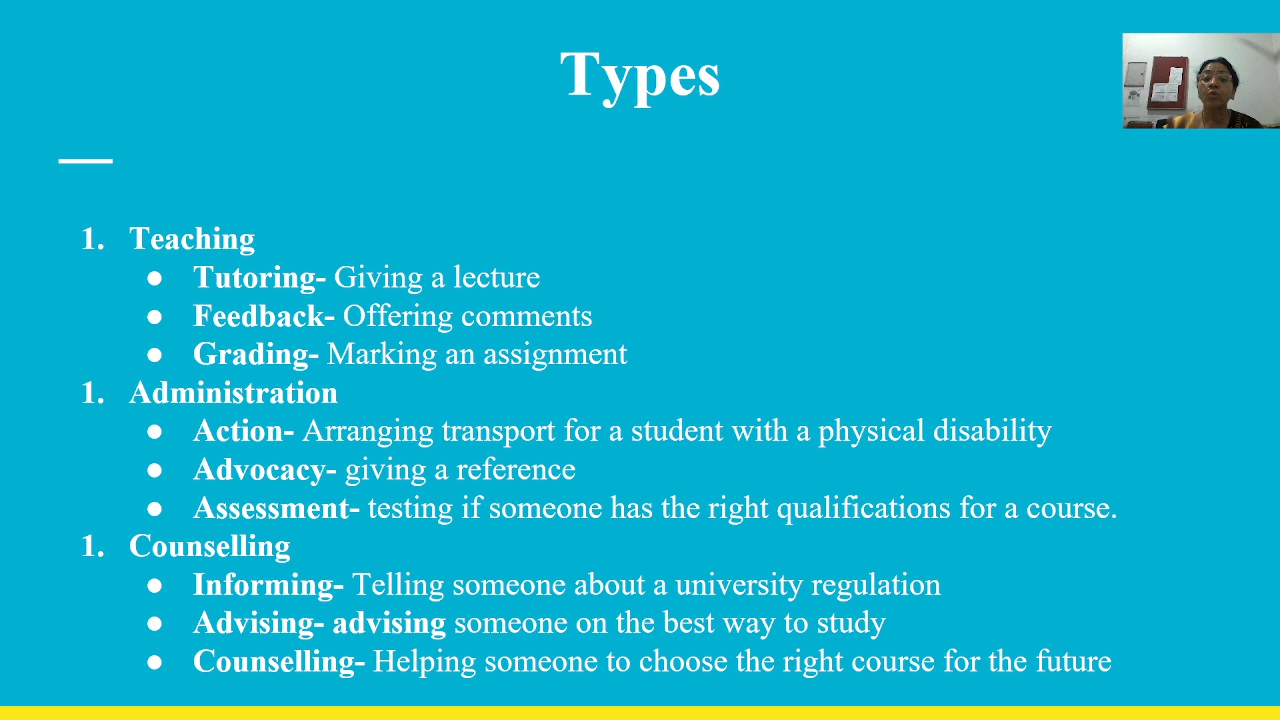 Types
1. Teaching
● Tutoring- Giving a lecture
● Feedback- Offering comments
● Grading- Marking an assignment
1. Administration
● Action- Arranging transport for a student with a physical disability
● Advocacy- giving a reference
● Assessment- testing if someone has the right qualifications for a course.
1. Counselling
● Informing- Telling someone about a university regulation
● Advising- advising someone on the best way to study
● Counselling- Helping someone to choose the right course for the future